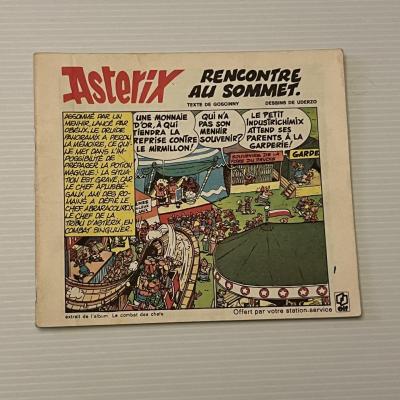 Asterix
RENCONTRE
AU SOMMET.
TEXTE DE GOSCINNY
DESSINS DE UDERZO
ASSOMMÉ PAR UN
MENHIR LANCÉ PAR
OBÉLIX, LE DRUIDE
PANORAMIX A PERDU
LA MÉMOIRE, CE QUI
LE MET DANS L'IM-
POSSIBILITÉ DE
PRÉPARER LA POTION
MAGIQUE! LA SITUA-
TION EST GRAVE, CAR
LE CHEF APLUSBÉ-
GALIX, AMI DES RO-
MAINS A DÉFIÉ LE
CHEF ABRARACOURCIX
LE CHEF DE LA
TRIBU D'ASTÉRIX, EN
COMBAT SINGULIER.
UNE MONNAIE
D'OR, À QUI
TIENDRA LA
REPRISE CONTRE
LE MIRMILLON!
QUI N'A
PAS SON
MENHIR
SOUVENIR?
LE PETIT
INDUSTRICHIMIX
ATTEND SES
PARENTS À LA
GARDERIE!
SOUVENIRS DE LA
GARDE
extrait de l'album: Le combat des chefs
Offert par votre station-service
elf